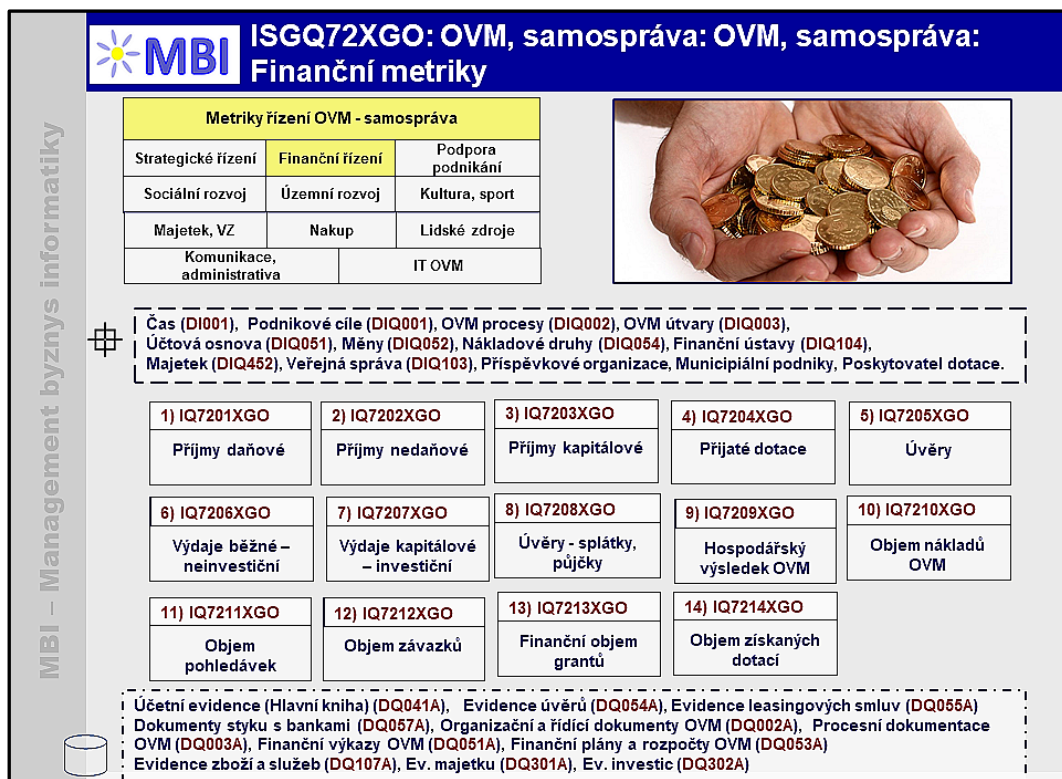 MBI
ISGQ72XGO: OVM, samospráva: OVM, samospráva:
Finanční metriky
MBI – Management byznys informatiky
Metriky řízení OVM - samospráva
Strategické řízení
Finanční řízení
Podpora
podnikání
Sociální rozvoj
Územní rozvoj
Kultura, sport
Majetek, VZ
Nakup
Lidské zdroje
Komunikace,
administrativa
IT OVM
Čas (DI001), Podnikové cíle (DIQ001), OVM procesy (DIQ002), OVM útvary (DIQ003),
Účtová osnova (DIQ051), Měny (DIQ052), Nákladové druhy (DIQ054), Finanční ústavy (DIQ104),
Majetek (DIQ452), Veřejná správa (DIQ103), Příspěvkové organizace, Municipiální podniky, Poskytovatel dotace.
1) IQ7201XGO
Příjmy daňové
2) IQ7202XGO
Příjmy nedaňové
3) IQ7203XGO
Příjmy kapitálové
4) IQ7204XGO
Přijaté dotace
5) IQ7205XGO
Úvěry
6) IQ7206XGO
Výdaje běžné –
neinvestiční
7) IQ7207XGO
Výdaje kapitálové
– investiční
8) IQ7208XGO
Úvěry - splátky,
půjčky
9) IQ7209XGO
Hospodářský
výsledek OVM
10) IQ7210XGO
Objem nákladů
OVM
11) IQ7211XGO
Objem
pohledávek
12) IQ7212XGO
Objem závazků
13) IQ7213XGO
Finanční objem
grantů
14) IQ7214XGO
Objem získaných
dotací
Účetní evidence (Hlavní kniha) (DQ041A), Evidence úvěrů (DQ054A), Evidence leasingových smluv (DQ055A)
Dokumenty styku s bankami (DQ057A), Organizační a řídící dokumenty OVM (DQ002A), Procesní dokumentace
OVM (DQ003A), Finanční výkazy OVM (DQ051A), Finanční plány a rozpočty OVM (DQ053A)
Evidence zboží a služeb (DQ107A), Ev. majetku (DQ301A), Ev. investic (DQ302A)